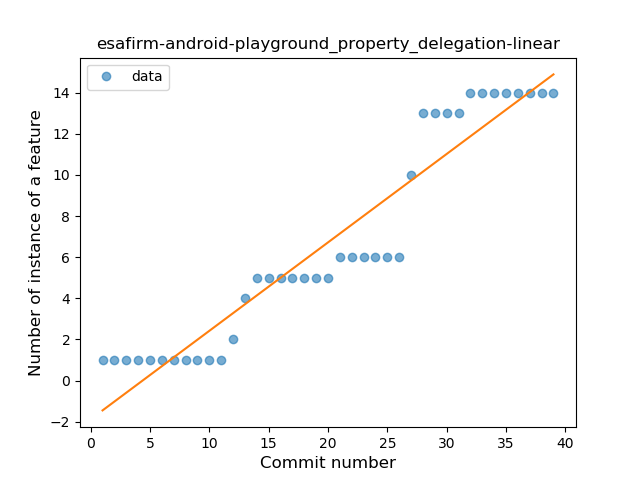 esafirm-android-playground_property_delegation-linear
data
Number of instance of a feature
14
12
10
8
6
4
2
0
−2
0 5 10 15 20 25 30 35 40
Commit number